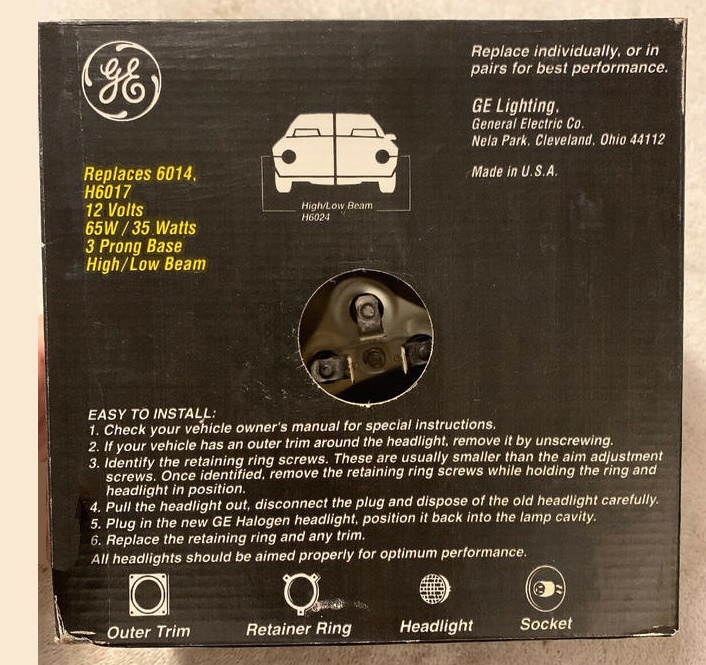 GE
Replace individually, or in
pairs for best performance.
GE Lighting,
General Electric Co.
Nela Park, Cleveland, Ohio 44112
Made in U.S.A.
Replaces 6014,
H6017
12 Volts
65W / 35 Watts
3 Prong Base
High/Low Beam
High/Low Beam
H6024
EASY TO INSTALL:
1. Check your vehicle owner's manual for special instructions.
2. If your vehicle has an outer trim around the headlight, remove it by unscrewing.
3. Identify the retaining ring screws. These are usually smaller than the aim adjustment
screws. Once identified, remove the retaining ring screws while holding the ring and
headlight in position.
4. Pull the headlight out, disconnect the plug and dispose of the old headlight carefully.
5. Plug in the new GE Halogen headlight, position it back into the lamp cavity.
6. Replace the retaining ring and any trim.
All headlights should be aimed properly for optimum performance.
Outer Trim
Retainer Ring
Headlight
Socket